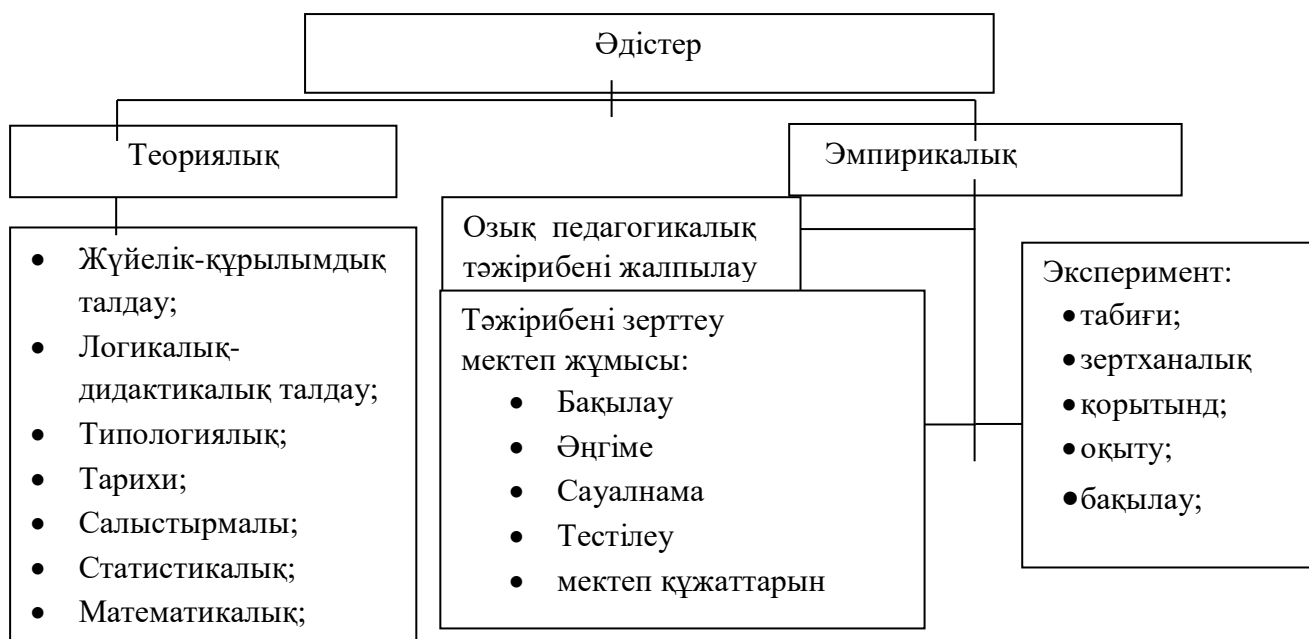 Әдістер
Теориялық
Эмпирикалық
• Жүйелік-құрылымдық
талдау;
• Логикалық-
дидактикалық талдау;
• Типологиялық;
• Тарихи;
• Салыстырмалы;
• Статистикалық;
• Математикалық;
Озық педагогикалық
тәжірибені жалпылау
Тәжірибені зерттеу
мектеп жұмысы:
• Бақылау
• Әңгіме
• Сауалнама
• Тестілеу
• мектеп құжаттарын
Эксперимент:
• табиғи;
• зертханалық
• қорытынд;
• оқыту;
• бақылау;